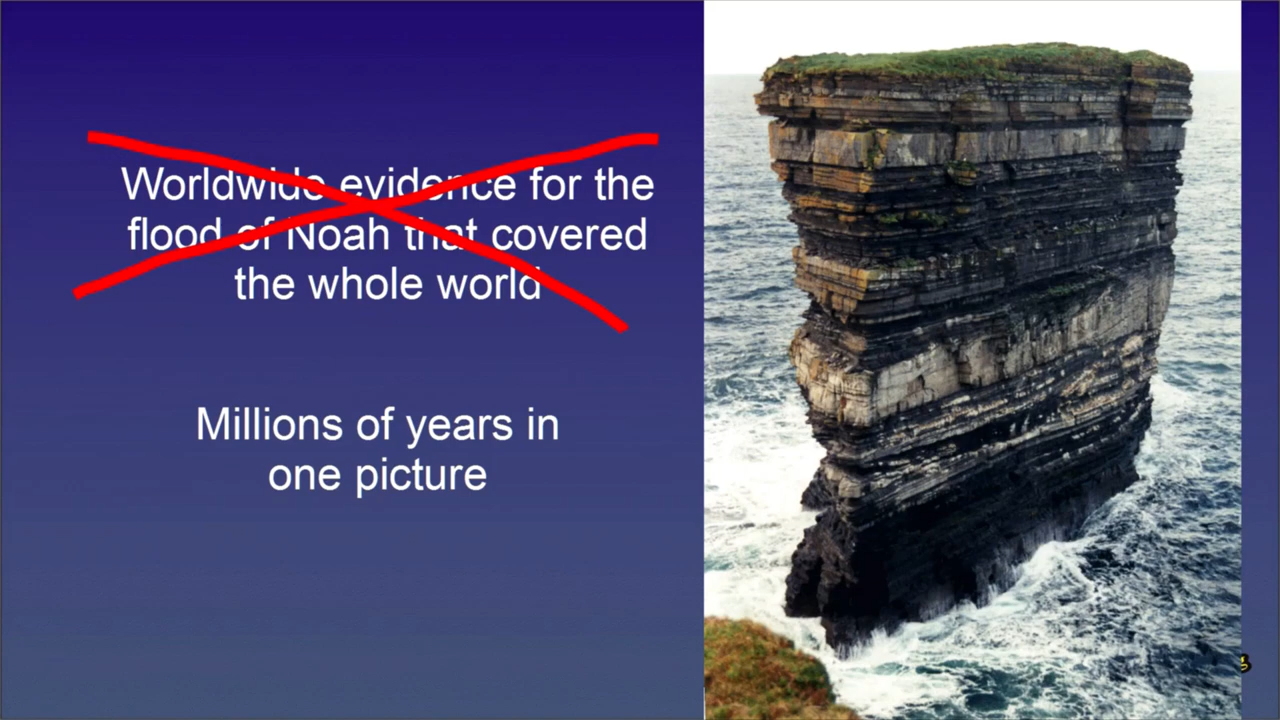 Worldwide evidence for the
flood of Noah that covered
the whole world
Millions of years in
one picture